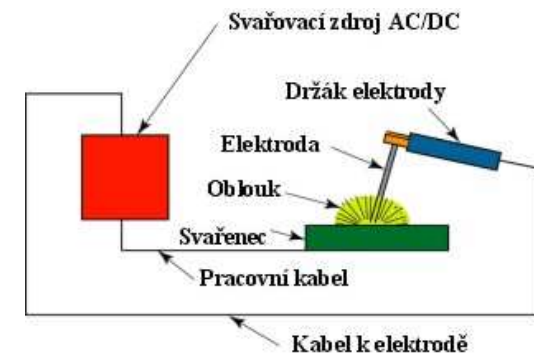 Svařovací zdroj AC/DC
Držák elektrody
Elektroda
Oblouk
Svařenec
Pracovní kabel
Kabel k elektrodě